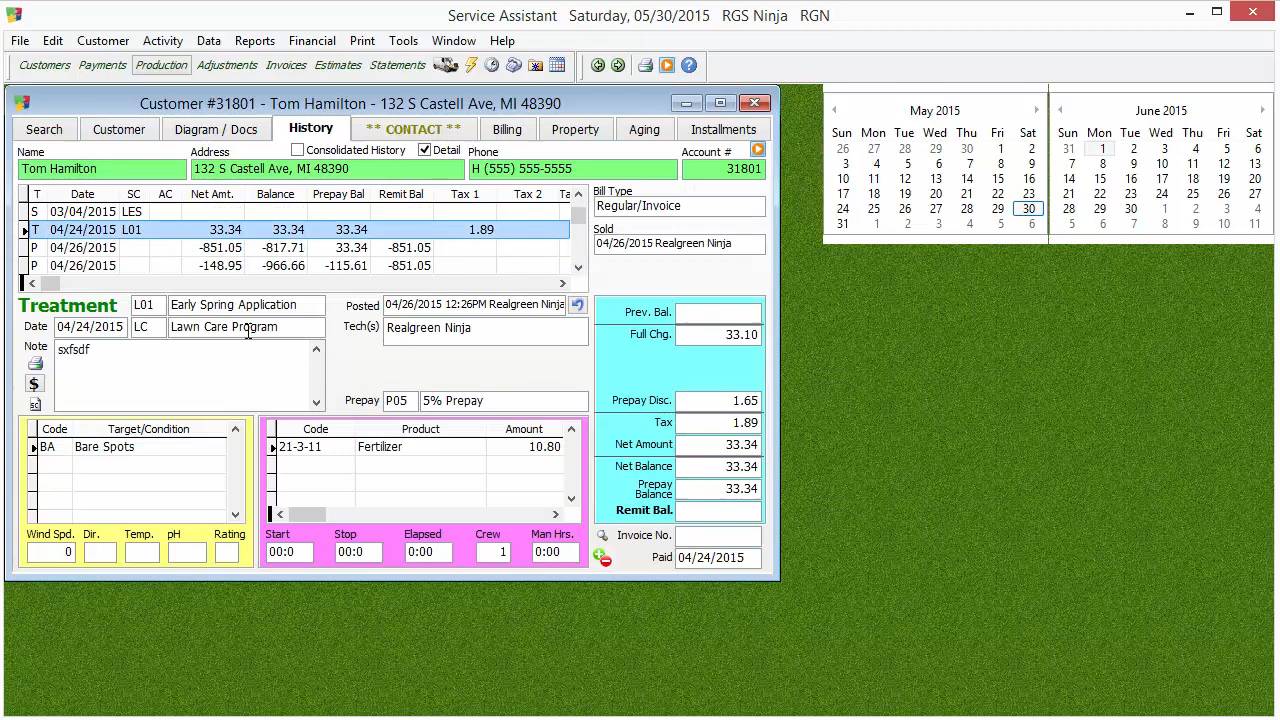 Service Assistant Saturday, 05/30/2015 RGS Ninja RGN
File Edit Customer Activity Data Reports Financial Print Tools Window Help
Customers Payments Production Adjustments Invoices Estimates Statements
Customer #31801 - Tom Hamilton - 132 S Castell Ave, MI 48390
Search Customer Diagram / Docs History ** CONTACT ** Billing Property Aging Installments
Name Address Consolidated History Detail Phone Account #
Tom Hamilton 132 S Castell Ave, MI 48390 H (555) 555-5555 31801
T Date SC AC Net Amt. Balance Prepay Bal Remit Bal Tax 1 Tax 2 Ta
S 03/04/2015 LES
T 04/24/2015 L01 33.34 33.34 33.34 1.89
P 04/26/2015 -851.05 -817.71 33.34 -851.05
P 04/26/2015 -148.95 -966.66 -115.61 -851.05
Bill Type
Regular/Invoice
Sold
04/26/2015 Realgreen Ninja
Treatment L01 Early Spring Application Posted 04/26/2015 12:26PM Realgreen Ninja
Date 04/24/2015 LC Lawn Care Program Tech(s) Realgreen Ninja
Note sxfsdf
$
Prepay P05 5% Prepay
Code Target/Condition
BA Bare Spots
Wind Spd. Dir. Temp. pH Rating
0
Code Product Amount
21-3-11 Fertilizer 10.80
Start Stop Elapsed Crew Man Hrs.
00:0 00:0 0:00 1 0:00
Prev. Bal.
Full Chg. 33.10
Prepay Disc. 1.65
Tax 1.89
Net Amount 33.34
Net Balance 33.34
Prepay Balance 33.34
Remit Bal.
Invoice No.
Paid 04/24/2015
May 2015
Sun Mon Tue Wed Thu Fri Sat
26 27 28 29 30 1 2
3 4 5 6 7 8 9
10 11 12 13 14 15 16
17 18 19 20 21 22 23
24 25 26 27 28 29 30
31 1 2 3 4 5 6
June 2015
Sun Mon Tue Wed Thu Fri Sat
31 1 2 3 4 5 6
7 8 9 10 11 12 13
14 15 16 17 18 19 20
21 22 23 24 25 26 27
28 29 30 1 2 3 4
5 6 7 8 9 10 11